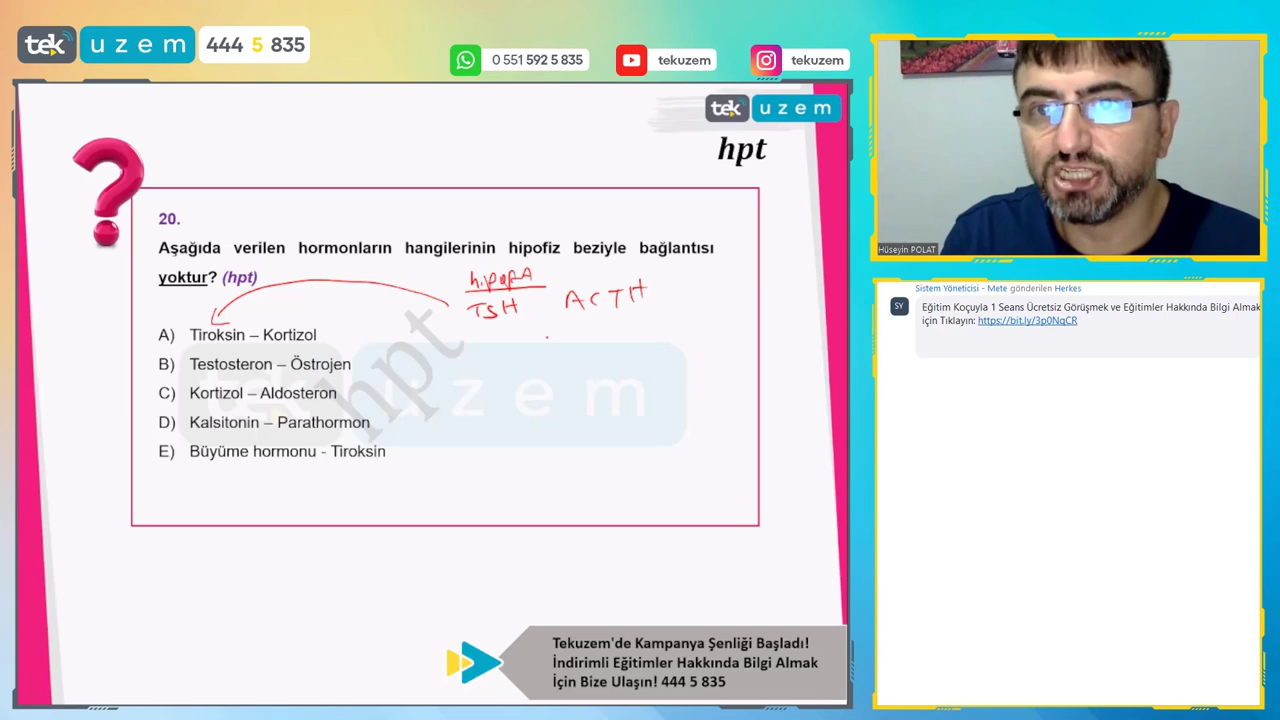 tek uzem 444 5 835
0 551 592 5 835
tekuzem
tekuzem
tek uzem
hpt
20.
Aşağıda verilen hormonların hangilerinin hipofiz beziyle bağlantısı
yoktur? (hpt)
TSH
ACTH
A) Tiroksin – Kortizol
B) Testosteron – Östrojen
C) Kortizol – Aldosteron
D) Kalsitonin – Parathormon
E) Büyüme hormonu - Tiroksin
hpt
uzem
Tekuzem'de Kampanya Şenliği Başladı!
İndirimli Eğitimler Hakkında Bilgi Almak
İçin Bize Ulaşın! 444 5 835
Hüseyin POLAT
Sistem Yöneticisi - Mete gönderilen Herkes
SY
Eğitim Koçuyla 1 Seans Ücretsiz Görüşmek ve Eğitimler Hakkında Bilgi Almak
için Tıklayın: https://bit.ly/3p0NqCR